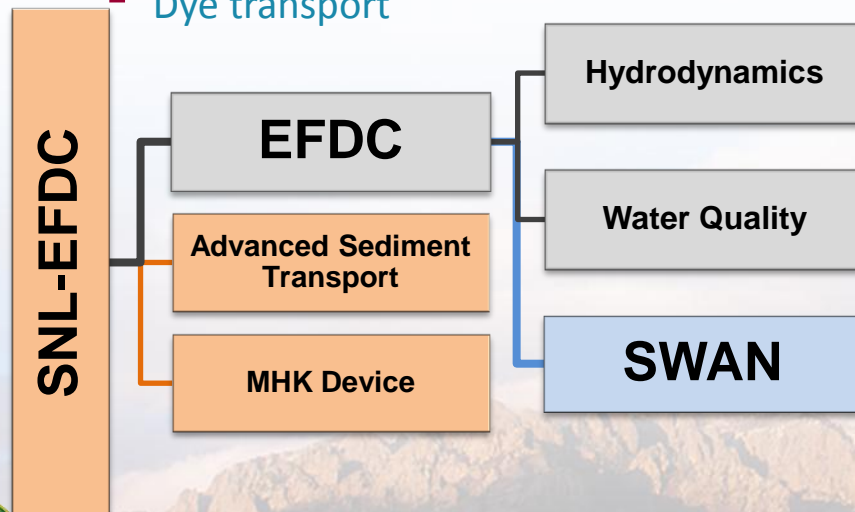 Dye transport
SNL-EFDC
EFDC
Advanced Sediment
Transport
MHK Device
Hydrodynamics
Water Quality
SWAN